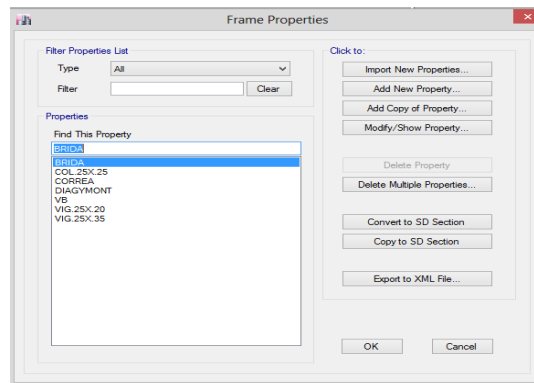 Frame Properties
Filter Properties List
Type All
Filter Clear
Properties
Find This Property
BRIDA
BRIDA
COL.25X.25
CORREA
DIAGYMONT
VB
VIG.25X.20
VIG.25X.35
Click to:
Import New Properties...
Add New Property...
Add Copy of Property...
Modify/Show Property...
Delete Property
Delete Multiple Properties...
Convert to SD Section
Copy to SD Section
Export to XML File...
OK Cancel